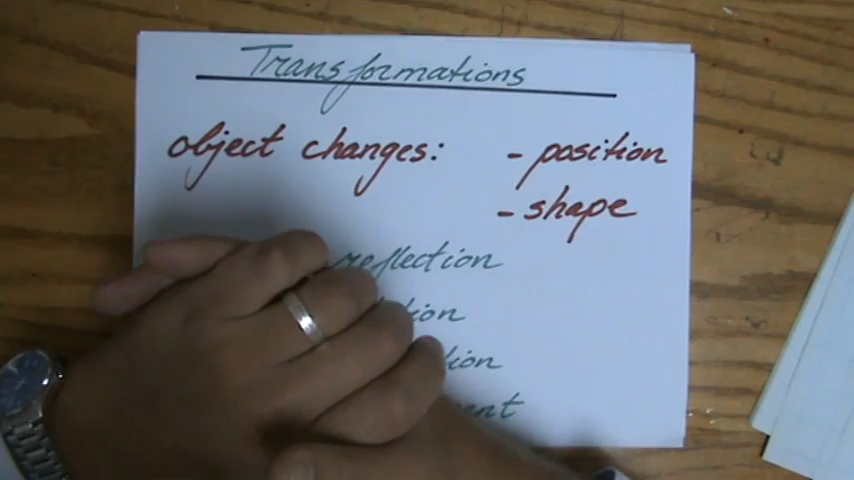 Transformations
object changes: - position
- shape
reflection